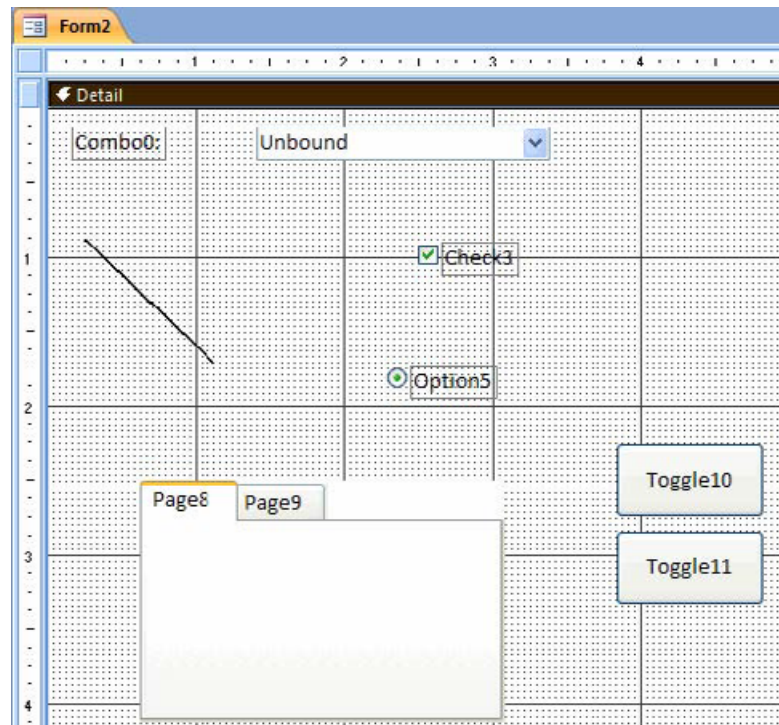 Form2
1 2 3 4
Detail
Combo0: Unbound
1
Check3
Option5
2
Toggle10
Page8 Page9
3
Toggle11
4